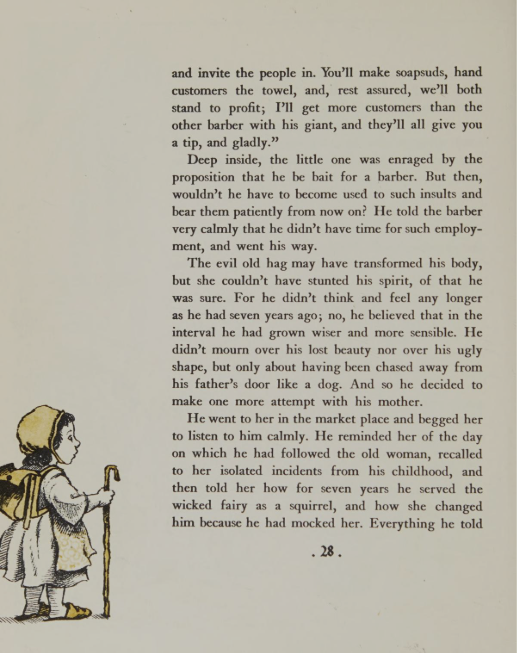 and invite the people in. You'll make soapsuds, hand
customers the towel, and, rest assured, we'll both
stand to profit; I'll get more customers than the
other barber with his giant, and they'll all give you
a tip, and gladly."
Deep inside, the little one was enraged by the
proposition that he be bait for a barber. But then,
wouldn't he have to become used to such insults and
bear them patiently from now on? He told the barber
very calmly that he didn't have time for such employ-
ment, and went his way.
The evil old hag may have transformed his body,
but she couldn't have stunted his spirit, of that he
was sure. For he didn't think and feel any longer
as he had seven years ago; no, he believed that in the
interval he had grown wiser and more sensible. He
didn't mourn over his lost beauty nor over his ugly
shape, but only about having been chased away from
his father's door like a dog. And so he decided to
make one more attempt with his mother.
He went to her in the market place and begged her
to listen to him calmly. He reminded her of the day
on which he had followed the old woman, recalled
to her isolated incidents from his childhood, and
then told her how for seven years he served the
wicked fairy as a squirrel, and how she changed
him because he had mocked her. Everything he told
. 28 .